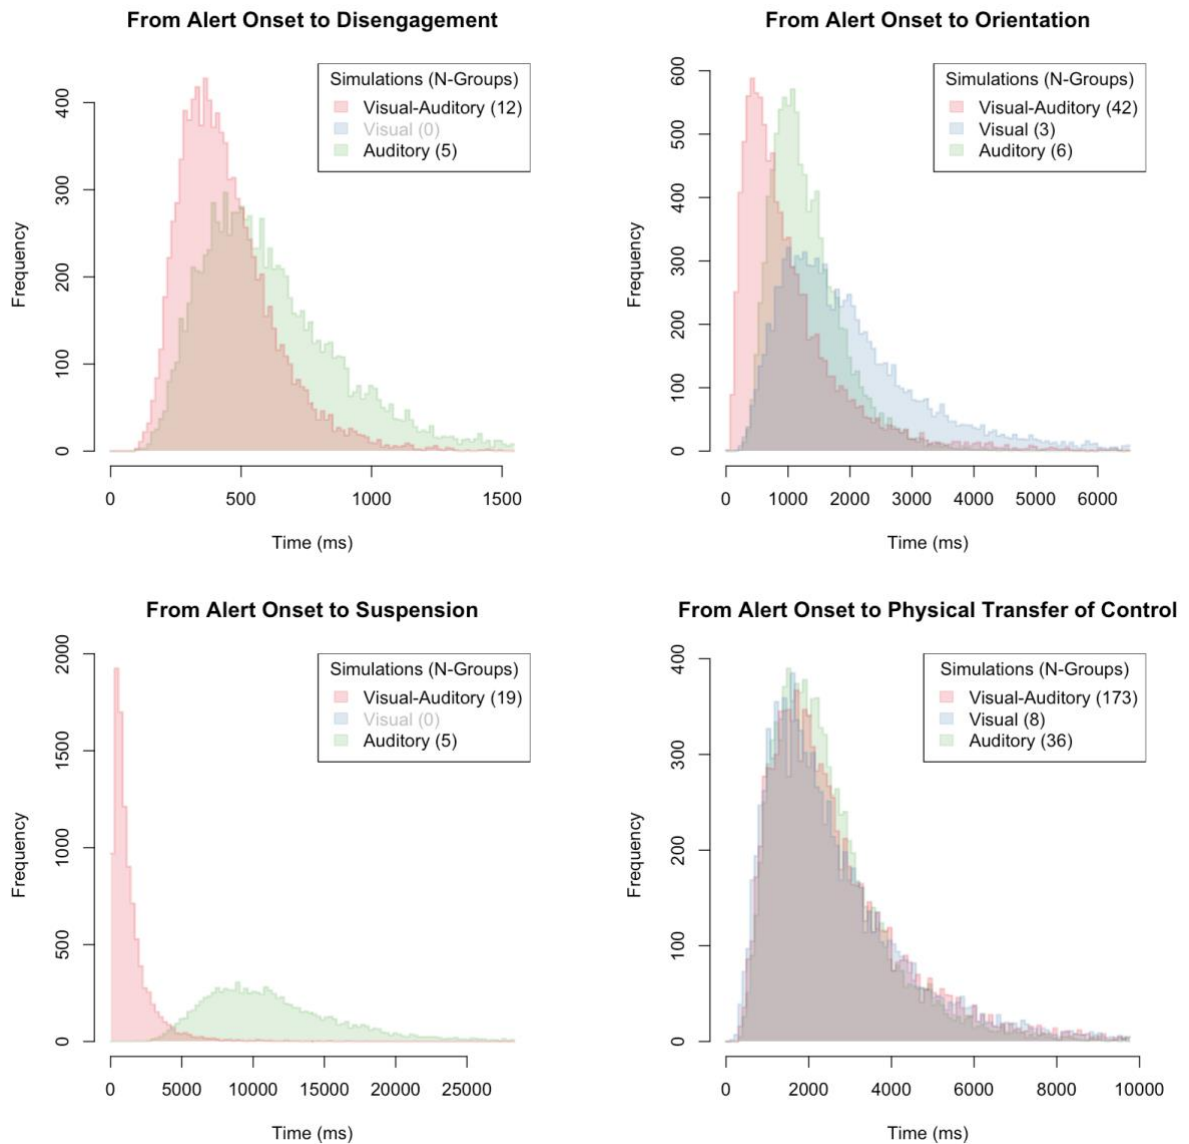 From Alert Onset to Disengagement
Simulations (N-Groups)
Visual-Auditory (12)
Visual (0)
Auditory (5)
Frequency
400
300
200
100
0
0 500 1000 1500
Time (ms)
From Alert Onset to Orientation
Simulations (N-Groups)
Visual-Auditory (42)
Visual (3)
Auditory (6)
Frequency
600
500
400
300
200
100
0
0 1000 2000 3000 4000 5000 6000
Time (ms)
From Alert Onset to Suspension
Simulations (N-Groups)
Visual-Auditory (19)
Visual (0)
Auditory (5)
Frequency
2000
1500
1000
500
0
0 5000 10000 15000 20000 25000
Time (ms)
From Alert Onset to Physical Transfer of Control
Simulations (N-Groups)
Visual-Auditory (173)
Visual (8)
Auditory (36)
Frequency
400
300
200
100
0
0 2000 4000 6000 8000 10000
Time (ms)